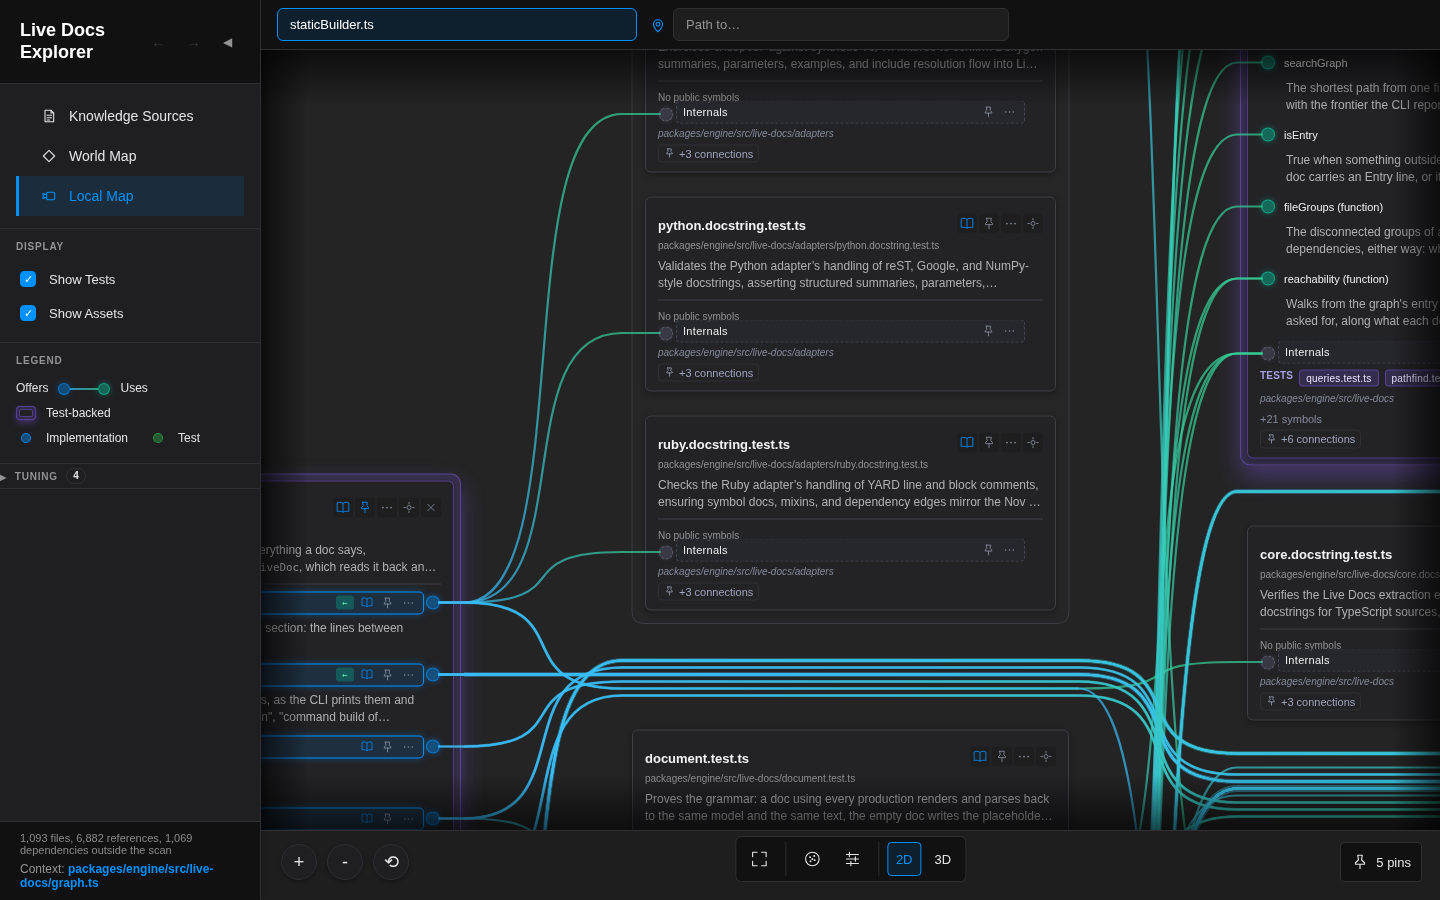 Live Docs
Explorer
← → ◀
Knowledge Sources
World Map
Local Map
DISPLAY
✓ Show Tests
✓ Show Assets
LEGEND
Offers Uses
Test-backed
Implementation Test
▶ TUNING 4
1,093 files, 6,882 references, 1,069
dependencies outside the scan
Context: packages/engine/src/live-
docs/graph.ts
staticBuilder.ts
Path to…
summaries, parameters, examples, and include resolution flow into Li…
No public symbols
Internals
packages/engine/src/live-docs/adapters
+3 connections
python.docstring.test.ts
packages/engine/src/live-docs/adapters/python.docstring.test.ts
Validates the Python adapter’s handling of reST, Google, and NumPy-
style docstrings, asserting structured summaries, parameters,…
No public symbols
Internals
packages/engine/src/live-docs/adapters
+3 connections
ruby.docstring.test.ts
packages/engine/src/live-docs/adapters/ruby.docstring.test.ts
Checks the Ruby adapter’s handling of YARD line and block comments,
ensuring symbol docs, mixins, and dependency edges mirror the Nov …
No public symbols
Internals
packages/engine/src/live-docs/adapters
+3 connections
erything a doc says,
iveDoc, which reads it back an…
section: the lines between
s, as the CLI prints them and
n", "command build of…
document.test.ts
packages/engine/src/live-docs/document.test.ts
Proves the grammar: a doc using every production renders and parses back
to the same model and the same text, the empty doc writes the placeholde…
searchGraph
The shortest path from one fi
with the frontier the CLI repor
isEntry
True when something outside
doc carries an Entry line, or it
fileGroups (function)
The disconnected groups of a
dependencies, either way: wh
reachability (function)
Walks from the graph's entry
asked for, along what each d
Internals
TESTS queries.test.ts pathfind.te
packages/engine/src/live-docs
+21 symbols
+6 connections
core.docstring.test.ts
packages/engine/src/live-docs/core.docs
Verifies the Live Docs extraction e
docstrings for TypeScript sources,
No public symbols
Internals
packages/engine/src/live-docs
+3 connections
+ - ⟲
2D 3D
5 pins